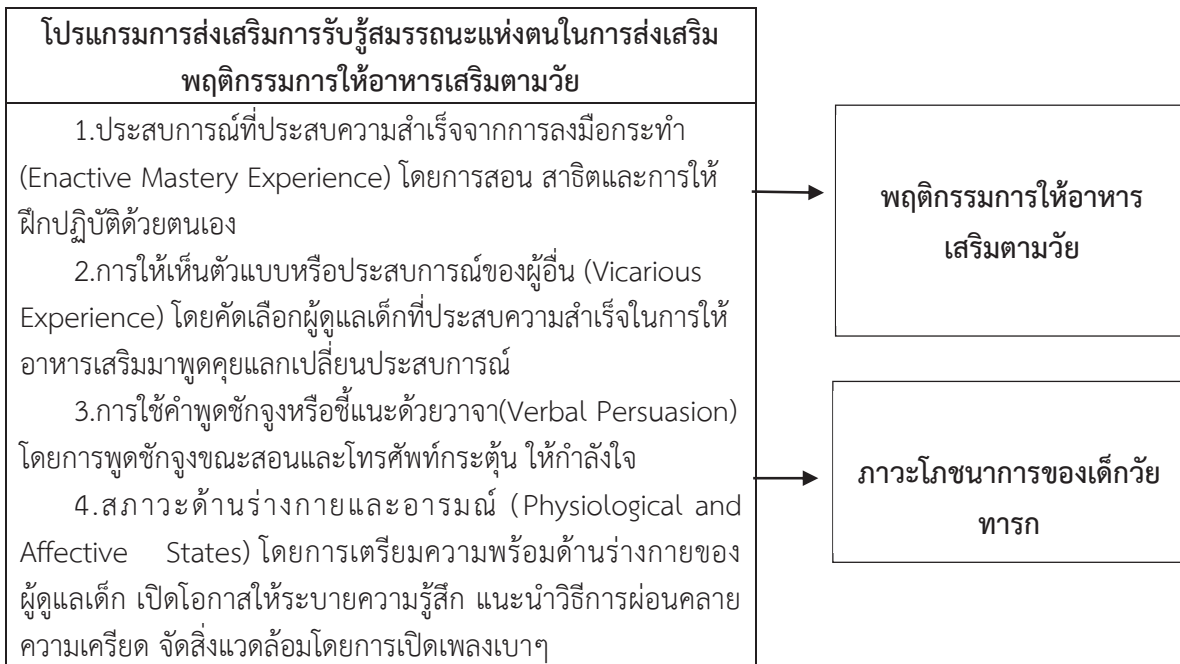 โปรแกรมการส่งเสริมการรับรู้สมรรถนะแห่งตนในการส่งเสริม
พฤติกรรมการให้อาหารเสริมตามวัย
1.ประสบการณ์ที่ประสบความสำเร็จจากการลงมือกระทำ
(Enactive Mastery Experience) โดยการสอน สาธิตและการให้
ฝึกปฏิบัติด้วยตนเอง
2.การให้เห็นตัวแบบหรือประสบการณ์ของผู้อื่น (Vicarious
Experience) โดยคัดเลือกผู้ดูแลเด็กที่ประสบความสำเร็จในการให้
อาหารเสริมมาพูดคุยแลกเปลี่ยนประสบการณ์
3.การใช้คำพูดชักจูงหรือชี้แนะด้วยวาจา(Verbal Persuasion)
โดยการพูดชักจูงขณะสอนและโทรศัพท์กระตุ้น ให้กำลังใจ
4.สภาวะด้านร่างกายและอารมณ์ (Physiological and
Affective States) โดยการเตรียมความพร้อมด้านร่างกายของ
ผู้ดูแลเด็ก เปิดโอกาสให้ระบายความรู้สึก แนะนำวิธีการผ่อนคลาย
ความเครียด จัดสิ่งแวดล้อมโดยการเปิดเพลงเบาๆ
พฤติกรรมการให้อาหาร
เสริมตามวัย
ภาวะโภชนาการของเด็กวัย
ทารก